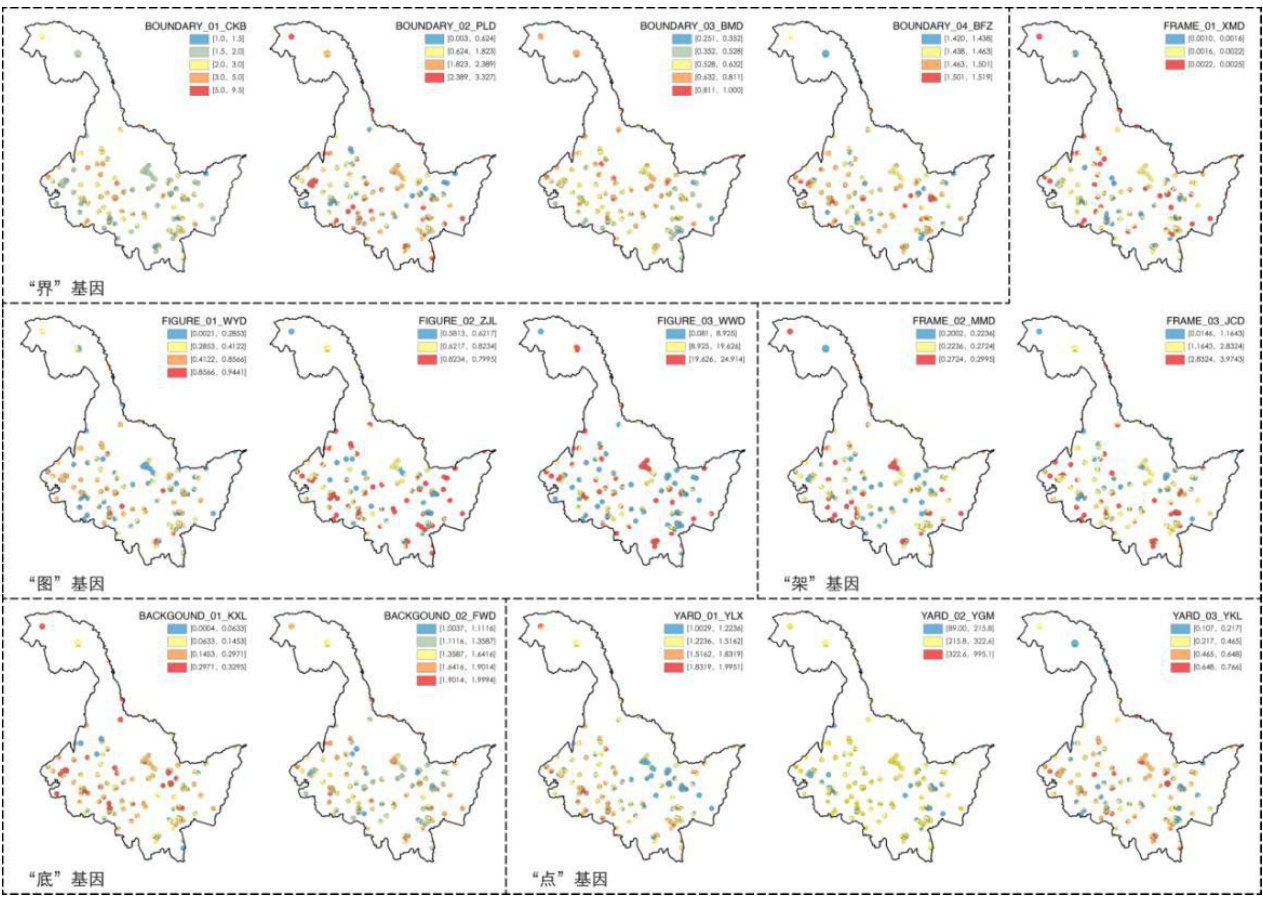 BOUNDARY_01_CKB
[1.0, 1.5]
[1.5, 2.0]
[2.0, 3.0]
[3.0, 5.0]
[5.0, 9.5]
BOUNDARY_02_PLD
[0.003, 0.624]
[0.624, 1.823]
[1.823, 2.389]
[2.389, 3.327]
BOUNDARY_03_BMD
[0.251, 0.352]
[0.352, 0.528]
[0.528, 0.632]
[0.632, 0.811]
[0.811, 1.000]
BOUNDARY_04_BFZ
[1.420, 1.438]
[1.438, 1.463]
[1.463, 1.501]
[1.501, 1.519]
“界”基因
FRAME_01_XMD
[0.0010, 0.0016]
[0.0016, 0.0022]
[0.0022, 0.0025]
FIGURE_01_WYD
[0.0021, 0.2853]
[0.2853, 0.4122]
[0.4122, 0.8566]
[0.8566, 0.9441]
FIGURE_02_ZJL
[0.5813, 0.6217]
[0.6217, 0.8234]
[0.8234, 0.7995]
FIGURE_03_WWD
[0.081, 8.925]
[8.925, 19.626]
[19.626, 24.914]
“图”基因
FRAME_02_MMD
[0.2002, 0.2236]
[0.2236, 0.2724]
[0.2724, 0.2995]
FRAME_03_JCD
[0.0146, 1.1643]
[1.1643, 2.8324]
[2.8324, 3.9743]
“架”基因
BACKGOUND_01_KXL
[0.0004, 0.0633]
[0.0633, 0.1453]
[0.1453, 0.2971]
[0.2971, 0.3295]
BACKGOUND_02_FWD
[1.0037, 1.1116]
[1.1116, 1.3587]
[1.3587, 1.6416]
[1.6416, 1.9014]
[1.9014, 1.9994]
“底”基因
YARD_01_YLX
[1.0029, 1.2236]
[1.2236, 1.5162]
[1.5162, 1.8319]
[1.8319, 1.9951]
YARD_02_YGM
[89.00, 215.8]
[215.8, 322.6]
[322.6, 995.1]
YARD_03_YKL
[0.107, 0.217]
[0.217, 0.465]
[0.465, 0.648]
[0.648, 0.766]
“点”基因